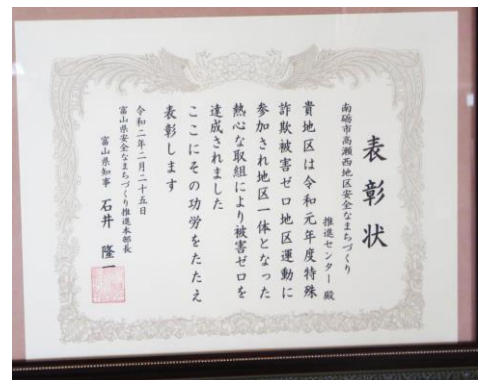 表彰状
南砺市高瀬西地区安全なまちづくり
推進センター 殿
貴地区は令和元年度特殊
詐欺被害ゼロ地区運動に
参加され地区一体となった
熱心な取組により被害ゼロを
達成されました
ここにその功労をたたえ
表彰します
令和二年二月二十五日
富山県安全なまちづくり推進本部長
富山県知事 石井 隆一